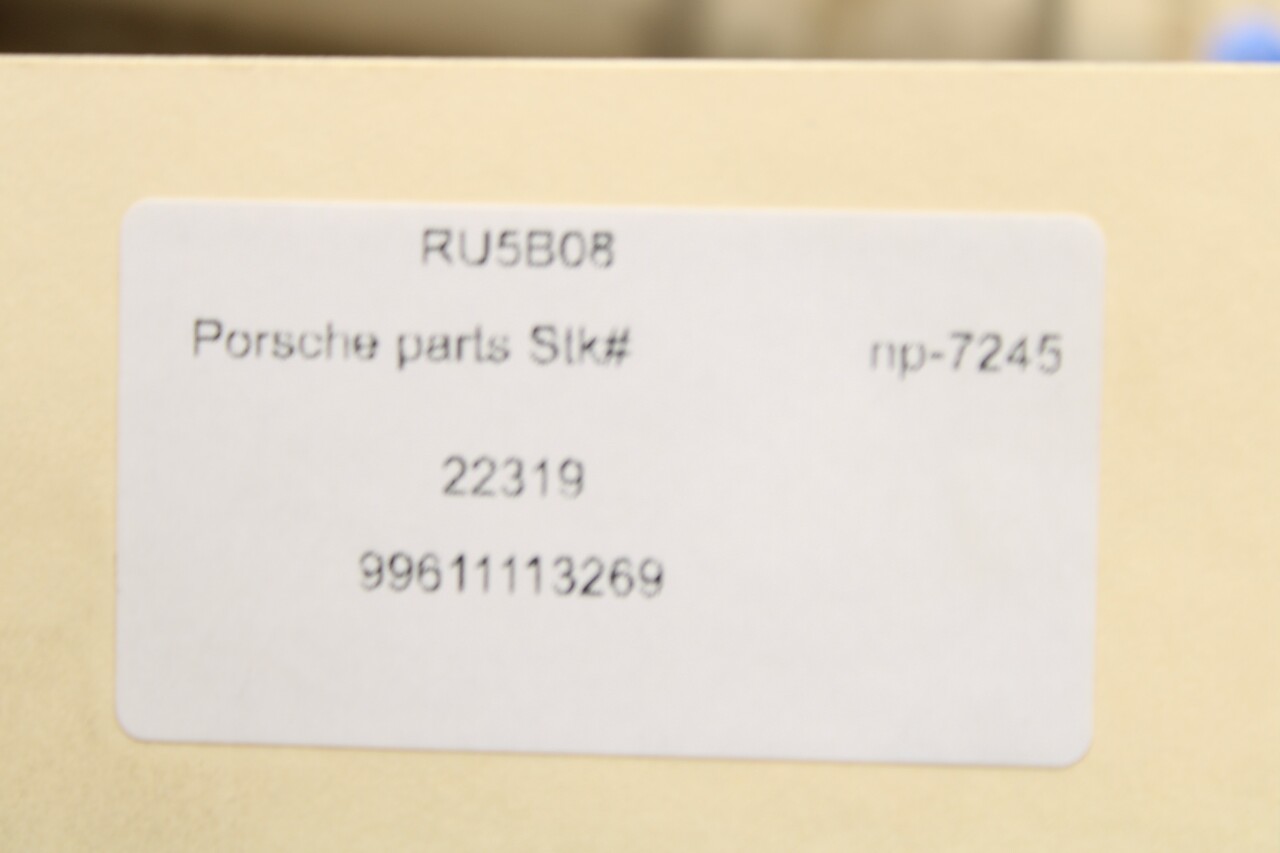 RU5B08
Porsche parts Stk# np-7245
22319
99611113269